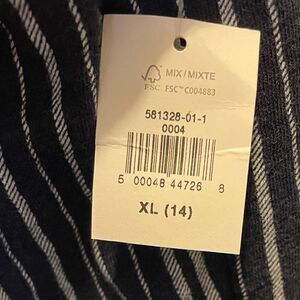 MIX/MIXTE
FSC FSC™ C004883
581328-01-1
0004
5 00048 44726 8
XL (14)